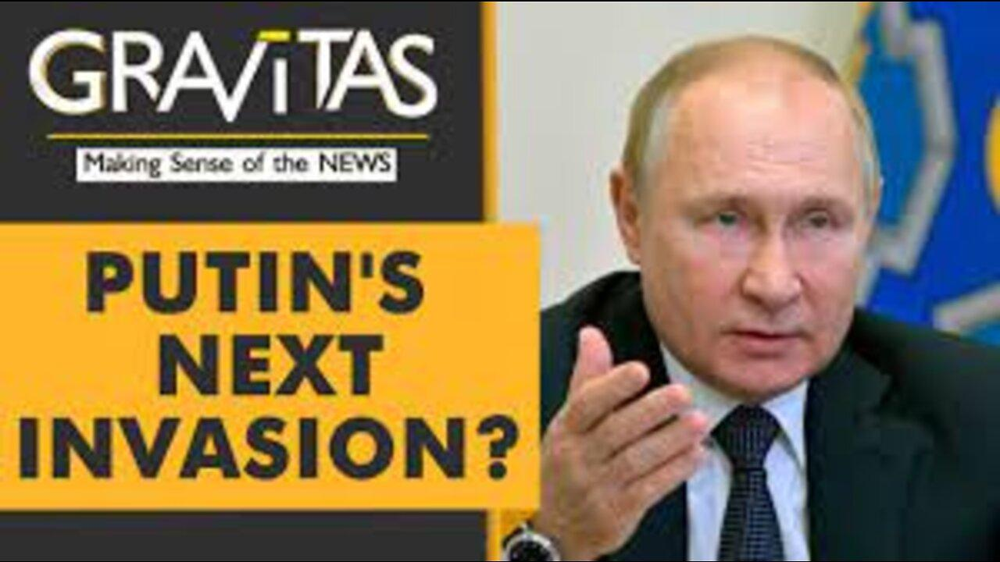 GRAVITAS
Making Sense of the NEWS
PUTIN'S
NEXT
INVASION?